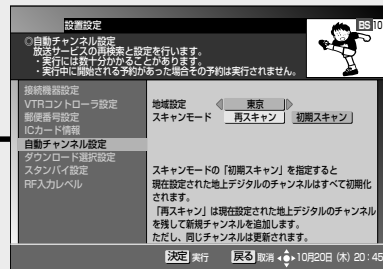 設置設定
BS 10
◎自動チャンネル設定
放送サービスの再検索と設定を行います。
・実行には数十分かかることがあります。
・実行中に開始される予約があった場合その予約は実行されません。
接続機器設定
VTRコントローラ設定
郵便番号設定
ICカード情報
自動チャンネル設定
ダウンロード選択設定
スタンバイ設定
RF入力レベル
地域設定 東京
スキャンモード 再スキャン 初期スキャン
スキャンモードの「初期スキャン」を指定すると
現在設定された地上デジタルのチャンネルはすべて初期化
されます。
「再スキャン」は現在設定された地上デジタルのチャンネル
を残して新規チャンネルを追加します。
ただし、同じチャンネルは更新されます。
決定 実行 戻る 取消 10月20日 (木) 20:45